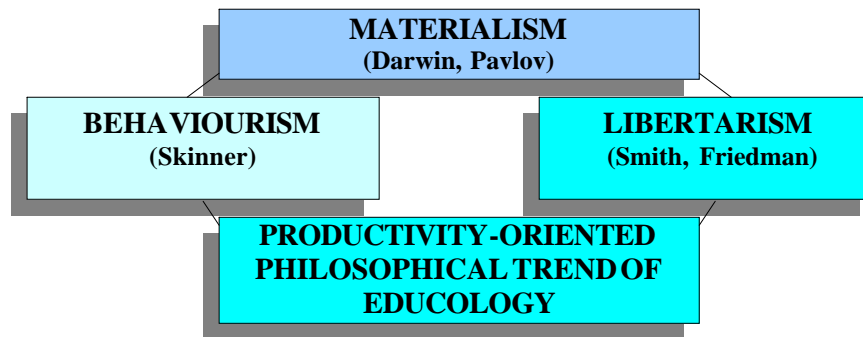 MATERIALISM
(Darwin, Pavlov)
BEHAVIOURISM
(Skinner)
LIBERTARISM
(Smith, Friedman)
PRODUCTIVITY-ORIENTED
PHILOSOPHICAL TREND OF
EDUCOLOGY